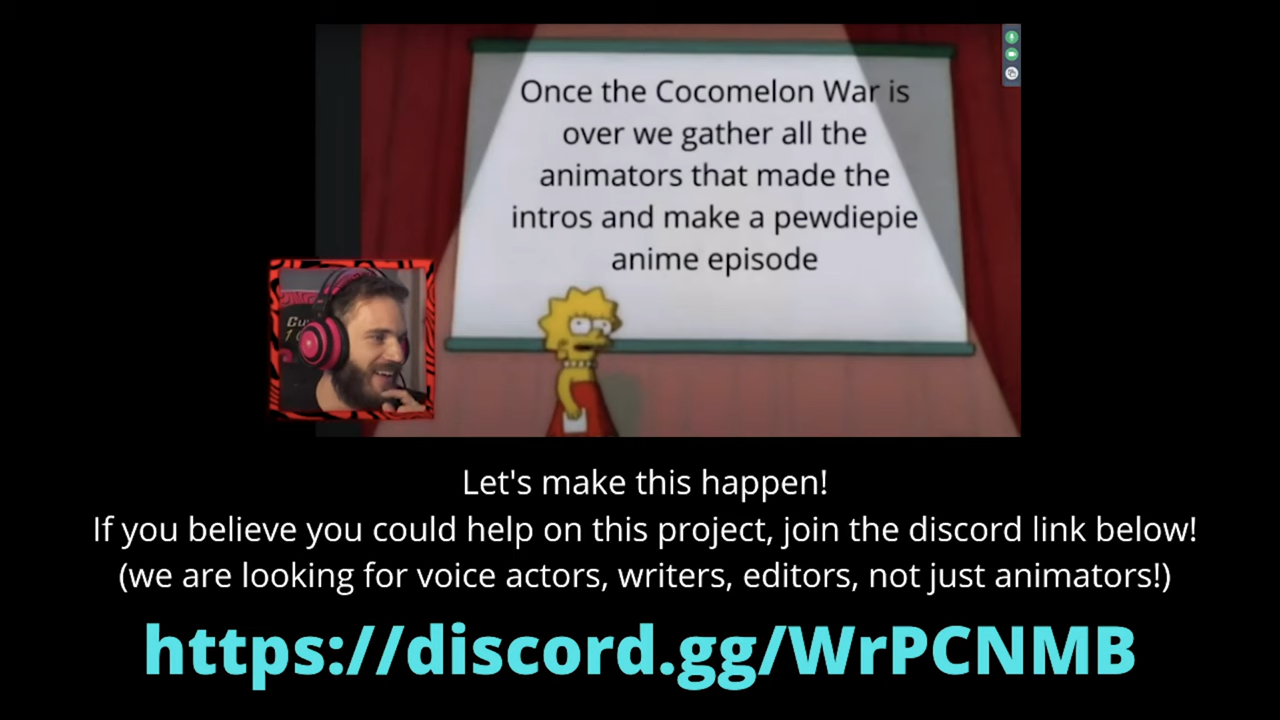 Once the Cocomelon War is
over we gather all the
animators that made the
intros and make a pewdiepie
anime episode
Let's make this happen!
If you believe you could help on this project, join the discord link below!
(we are looking for voice actors, writers, editors, not just animators!)
https://discord.gg/WrPCNMB